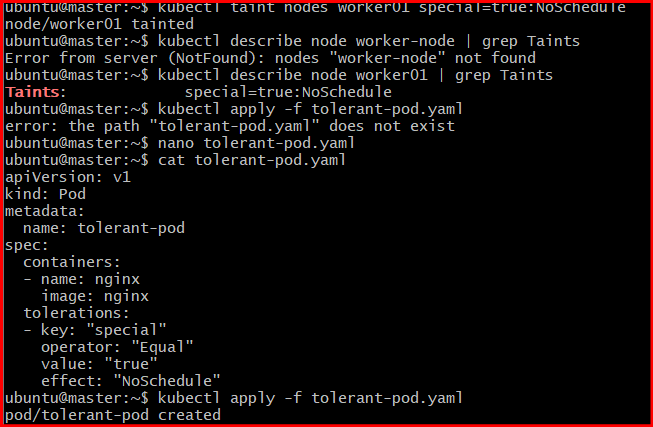 ubuntu@master:~$ kubectl taint nodes worker01 special=true:NoSchedule
node/worker01 tainted
ubuntu@master:~$ kubectl describe node worker-node | grep Taints
Error from server (NotFound): nodes "worker-node" not found
ubuntu@master:~$ kubectl describe node worker01 | grep Taints
Taints:             special=true:NoSchedule
ubuntu@master:~$ kubectl apply -f tolerant-pod.yaml
error: the path "tolerant-pod.yaml" does not exist
ubuntu@master:~$ nano tolerant-pod.yaml
ubuntu@master:~$ cat tolerant-pod.yaml
apiVersion: v1
kind: Pod
metadata:
  name: tolerant-pod
spec:
  containers:
  - name: nginx
    image: nginx
  tolerations:
  - key: "special"
    operator: "Equal"
    value: "true"
    effect: "NoSchedule"
ubuntu@master:~$ kubectl apply -f tolerant-pod.yaml
pod/tolerant-pod created